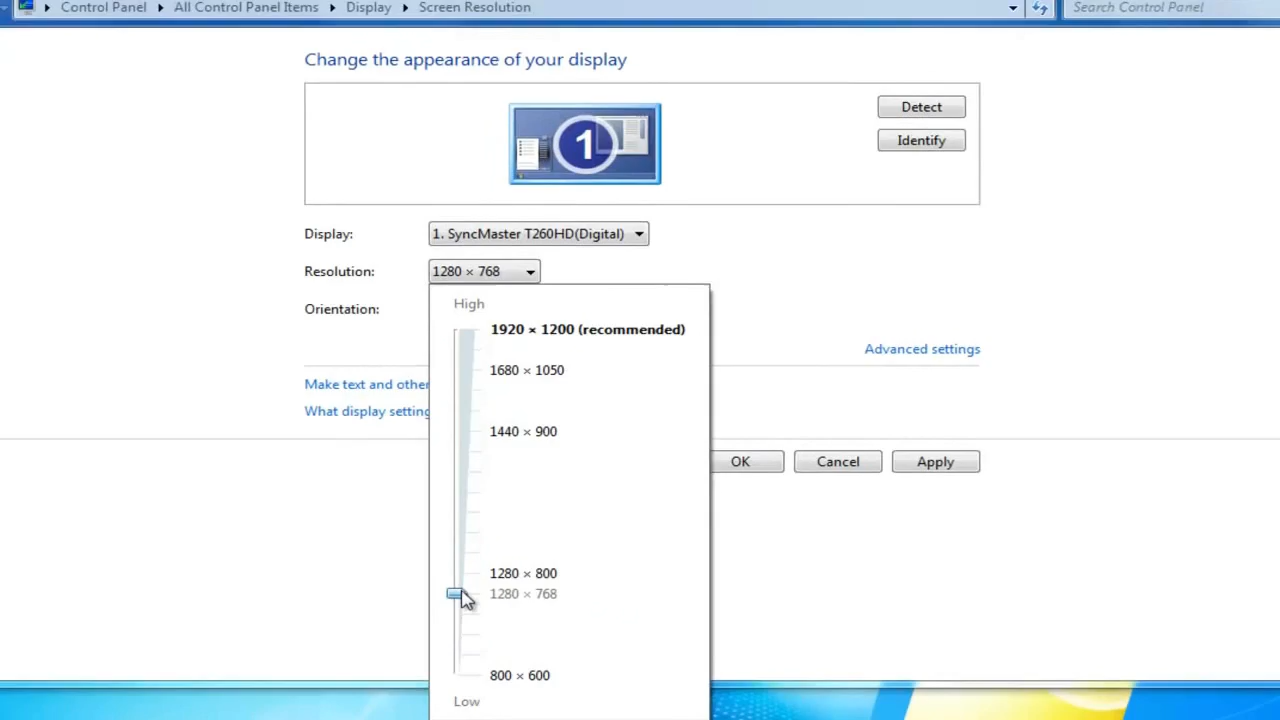 Control Panel ▸ All Control Panel Items ▸ Display ▸ Screen Resolution
Search Control Panel
Change the appearance of your display
1
Detect
Identify
Display: 1. SyncMaster T260HD(Digital)
Resolution: 1280 × 768
Orientation:
High
1920 × 1200 (recommended)
1680 × 1050
1440 × 900
1280 × 800
1280 × 768
800 × 600
Low
Advanced settings
Make text and other
What display setting
OK Cancel Apply